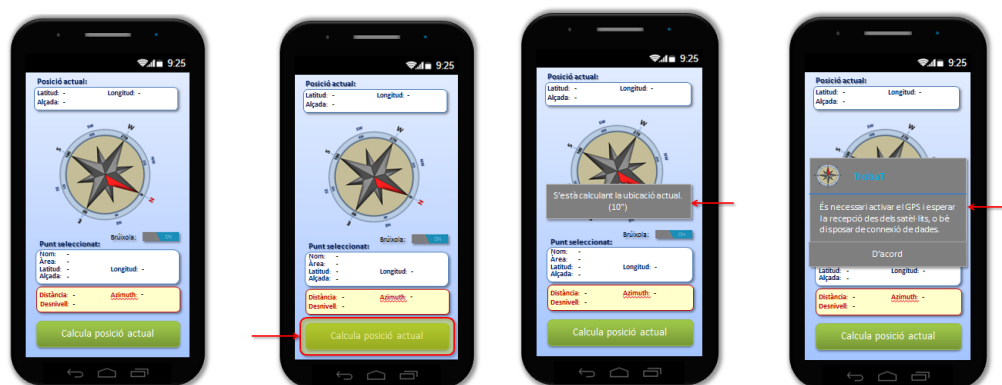 9:25
Posició actual:
Latitud: - Longitud: -
Alçada: -
W
N
Brúixola: ON
Punt seleccionat:
Nom: -
Àrea: -
Latitud: - Longitud: -
Alçada: -
Distància: - Azimuth: -
Desnivell: -
Calcula posició actual
9:25
Posició actual:
Latitud: - Longitud: -
Alçada: -
W
N
Brúixola: ON
Punt seleccionat:
Nom: -
Àrea: -
Latitud: - Longitud: -
Alçada: -
Distància: - Azimuth: -
Desnivell: -
Calcula posició actual
9:25
Posició actual:
Latitud: - Longitud: -
Alçada: -
W
S'està calculant la ubicació actual.
(10")
Brúixola: ON
Punt seleccionat:
Nom: -
Àrea: -
Latitud: - Longitud: -
Alçada: -
Distància: - Azimuth: -
Desnivell: -
Calcula posició actual
9:25
Posició actual:
Latitud: - Longitud: -
Alçada: -
W
És necessari activar el GPS i esperar
la recepció des dels satèl·lits, o bé
disposar de connexió de dades.
D'acord
Latitud: - Longitud: -
Alçada: -
Distància: - Azimuth: -
Desnivell: -
Calcula posició actual